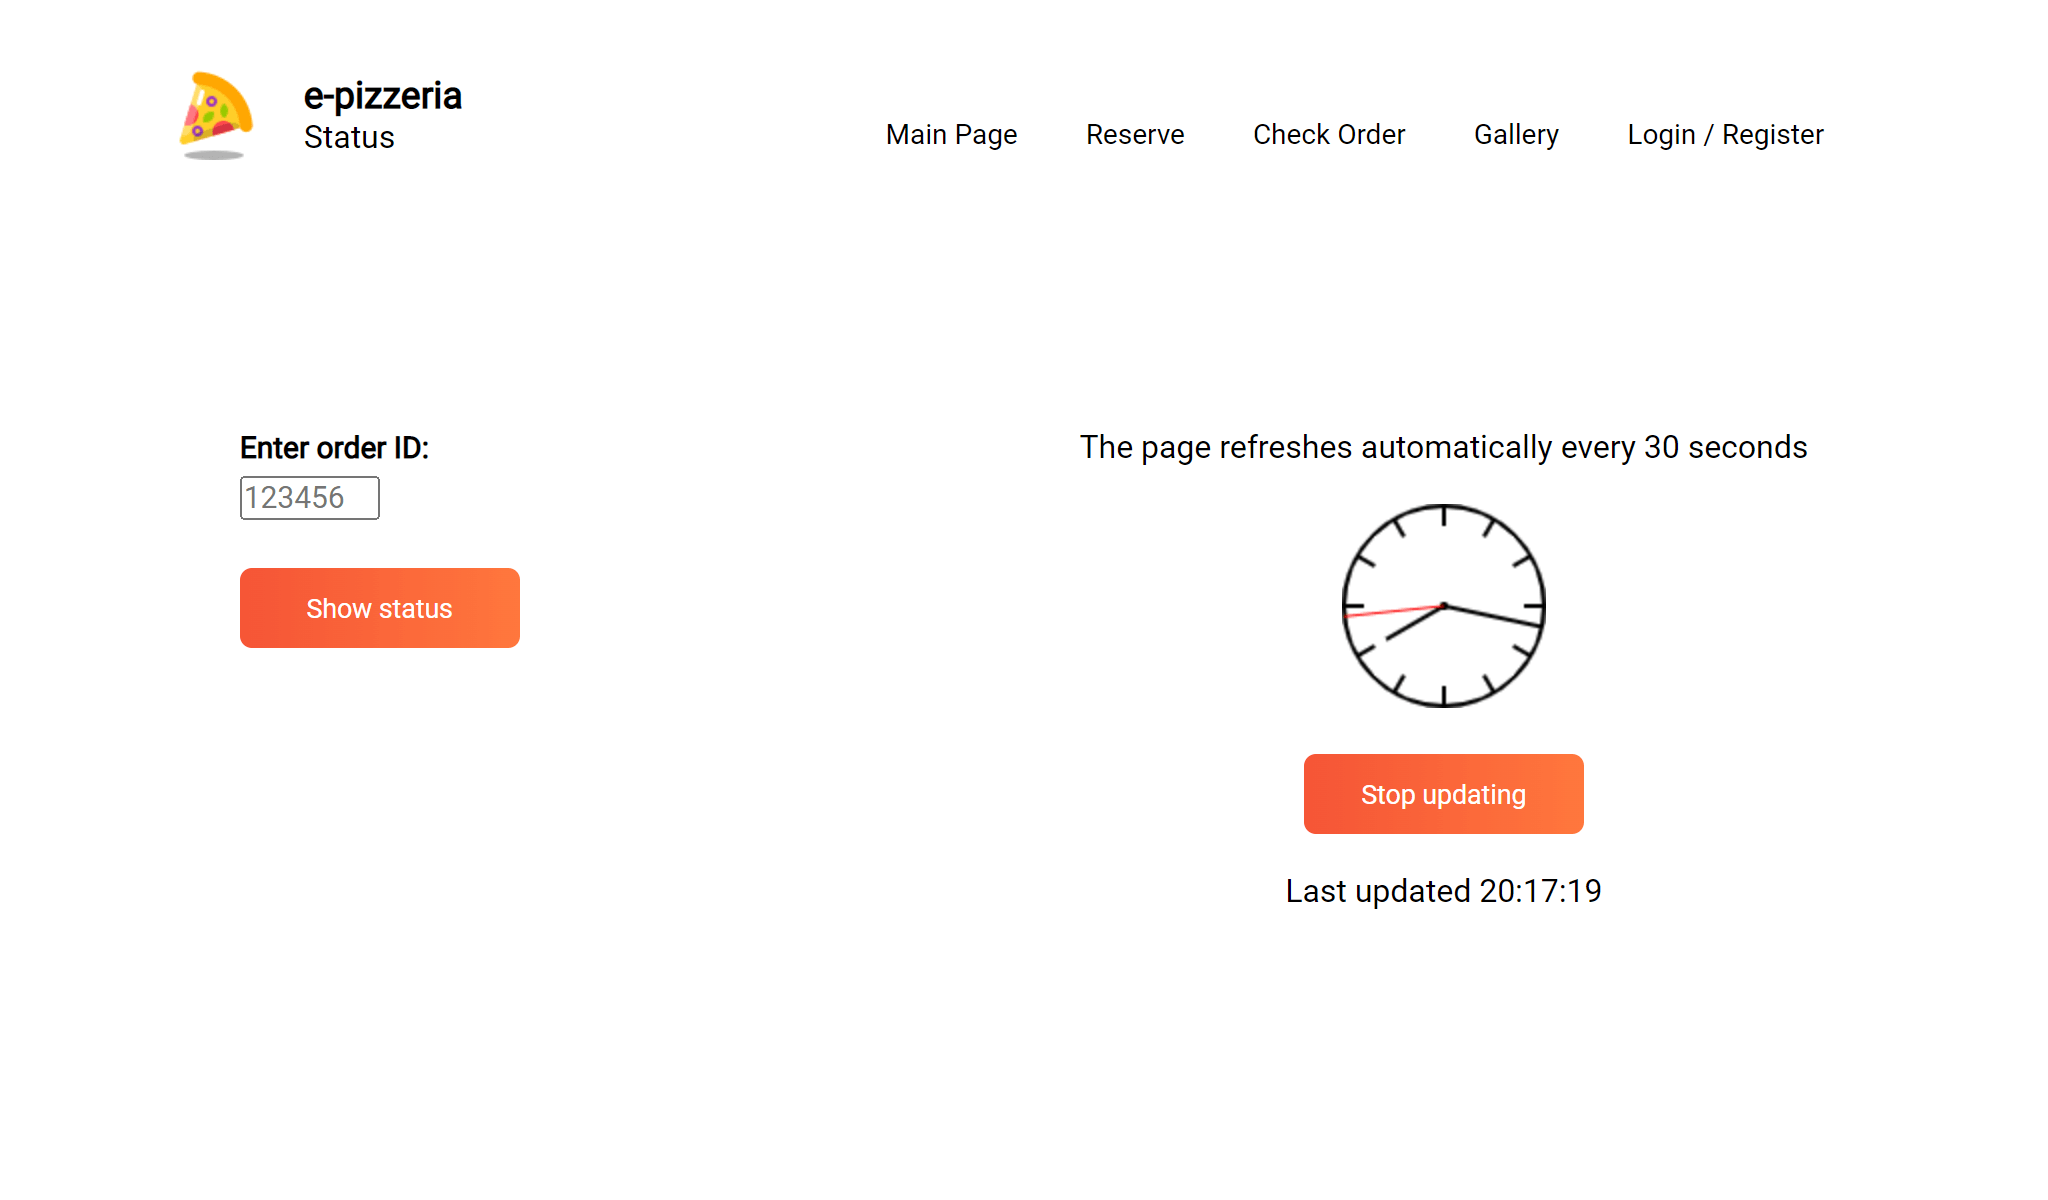 e-pizzeria
Status
Main Page
Reserve
Check Order
Gallery
Login / Register
Enter order ID:
123456
Show status
The page refreshes automatically every 30 seconds
Stop updating
Last updated 20:17:19